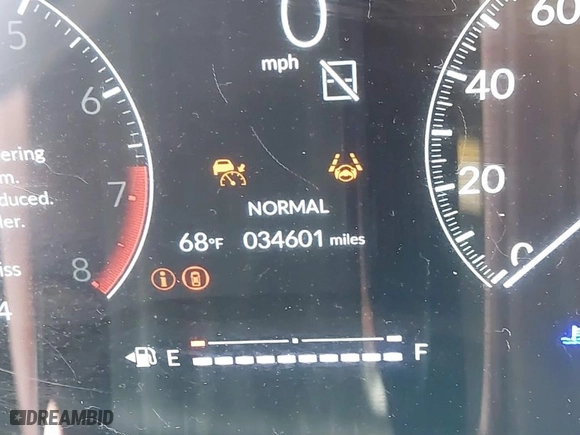 5
0
60
mph
6
40
ering
m.
7
duced.
20
NORMAL
ler.
68°F 034601 miles
iss
8
4
E F
DREAMBID